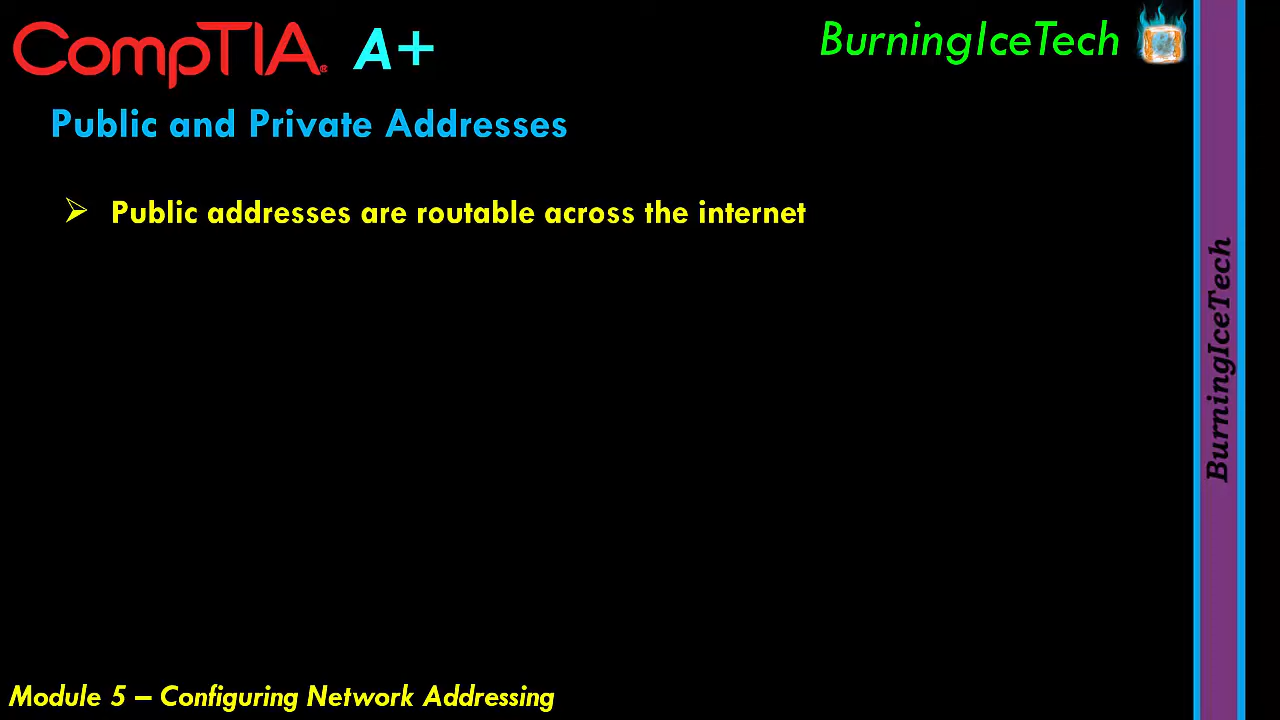 CompTIA® A+
BurningIceTech
Public and Private Addresses
➢ Public addresses are routable across the internet
BurningIceTech
Module 5 – Configuring Network Addressing